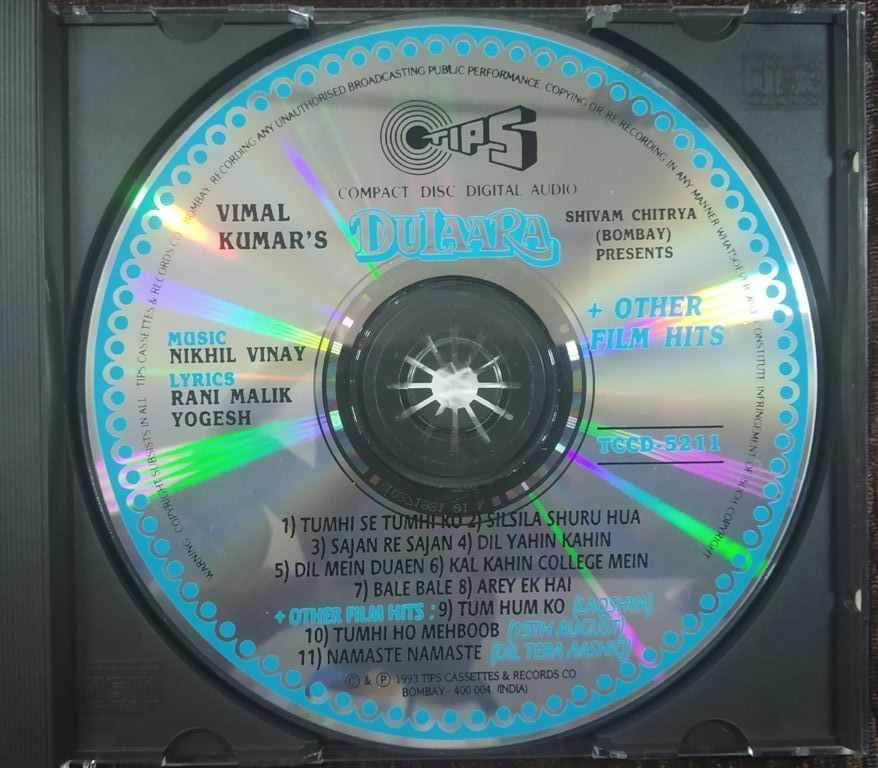 TIPS
COMPACT DISC DIGITAL AUDIO
VIMAL
KUMAR'S
DULAARA
SHIVAM CHITRYA
(BOMBAY)
PRESENTS
+ OTHER
FILM HITS
MUSIC
NIKHIL VINAY
LYRICS
RANI MALIK
YOGESH
TCCD-5211
1) TUMHI SE TUMHI KO 2) SILSILA SHURU HUA
3) SAJAN RE SAJAN 4) DIL YAHIN KAHIN
5) DIL MEIN DUAEN 6) KAL KAHIN COLLEGE MEIN
7) BALE BALE 8) AREY EK HAI
+ OTHER FILM HITS : 9) TUM HUM KO (LAQSHYA)
10) TUMHI HO MEHBOOB (15TH AUGUST)
11) NAMASTE NAMASTE (DIL TERA AASHIQ)
© & Ⓟ 1993 TIPS CASSETTES & RECORDS CO
BOMBAY - 400 004 (INDIA)
WARNING COPYRIGHT SUBSISTS IN ALL TIPS CASSETTES & RECORDS CO BOMBAY RECORDING ANY UNAUTHORISED BROADCASTING PUBLIC PERFORMANCE COPYING OR RE RECORDING IN ANY MANNER WHATSOEVER WILL CONSTITUTE INFRINGEMENT OF SUCH COPYRIGHT